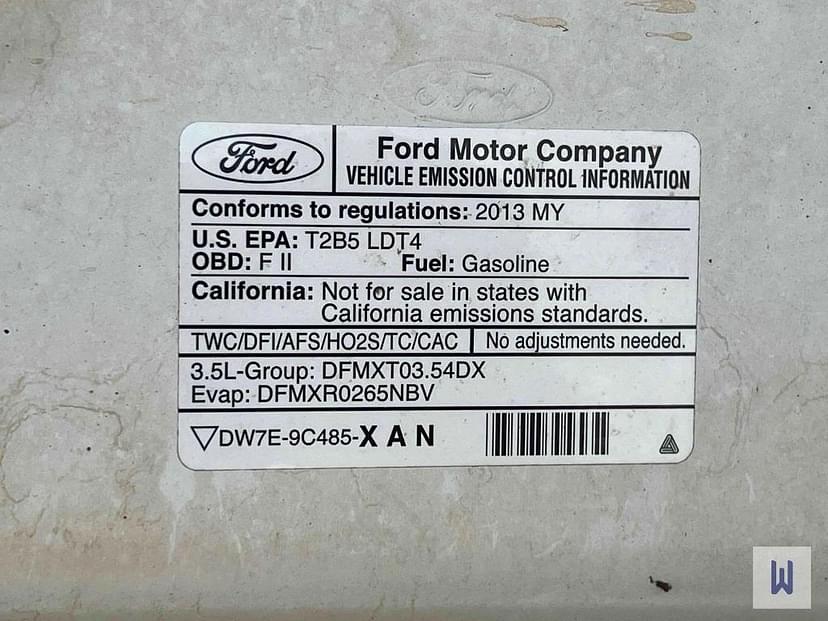 Ford
Ford
Ford Motor Company
VEHICLE EMISSION CONTROL INFORMATION
Conforms to regulations: 2013 MY
U.S. EPA: T2B5 LDT4
OBD: F II Fuel: Gasoline
California: Not for sale in states with
California emissions standards.
TWC/DFI/AFS/HO2S/TC/CAC No adjustments needed.
3.5L-Group: DFMXT03.54DX
Evap: DFMXR0265NBV
DW7E-9C485-X A N
W